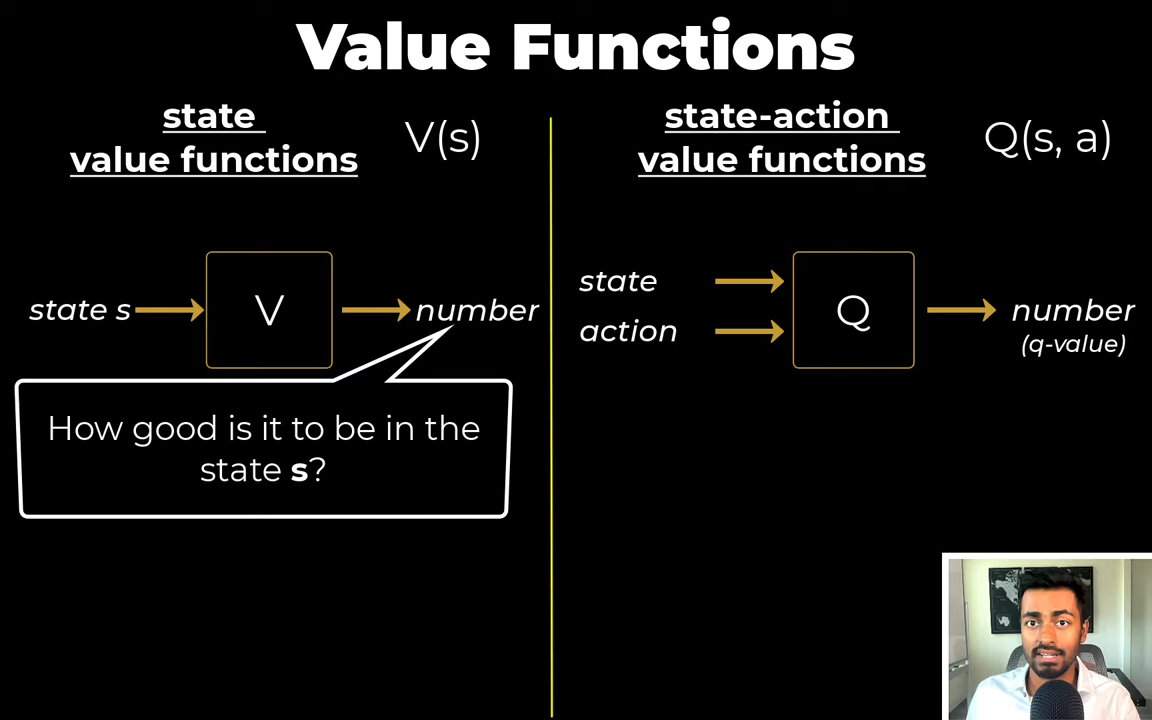 Value Functions
state
value functions
V(s)
state s
V
number
How good is it to be in the
state s?
state-action
value functions
Q(s, a)
state
action
Q
number
(q-value)